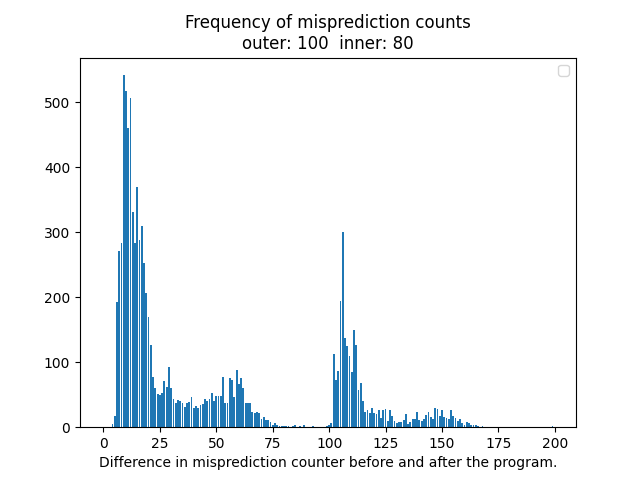 Frequency of misprediction counts
outer: 100  inner: 80
500
400
300
200
100
0
0 25 50 75 100 125 150 175 200
Difference in misprediction counter before and after the program.